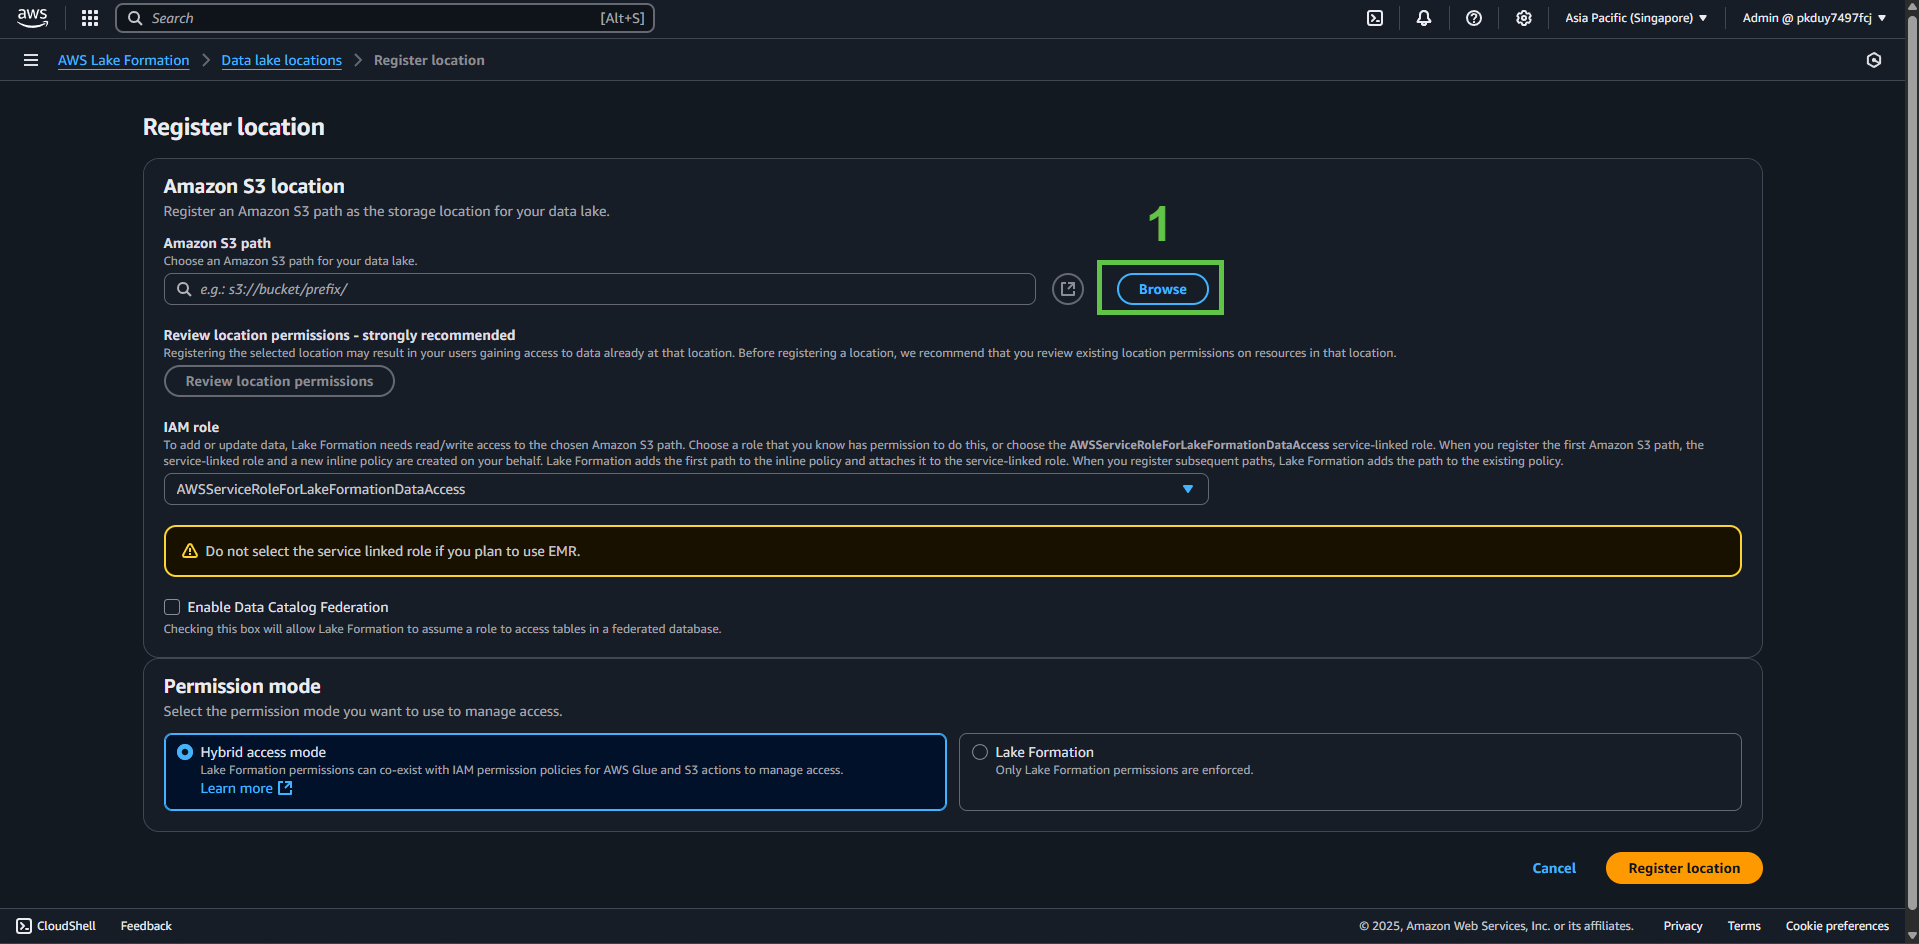 aws
Search
[Alt+S]
Asia Pacific (Singapore)
Admin @ pkduy7497fcj
AWS Lake Formation
Data lake locations
Register location
Register location
Amazon S3 location
Register an Amazon S3 path as the storage location for your data lake.
1
Amazon S3 path
Choose an Amazon S3 path for your data lake.
e.g.: s3://bucket/prefix/
Browse
Review location permissions - strongly recommended
Registering the selected location may result in your users gaining access to data already at that location. Before registering a location, we recommend that you review existing location permissions on resources in that location.
Review location permissions
IAM role
To add or update data, Lake Formation needs read/write access to the chosen Amazon S3 path. Choose a role that you know has permission to do this, or choose the AWSServiceRoleForLakeFormationDataAccess service-linked role. When you register the first Amazon S3 path, the
service-linked role and a new inline policy are created on your behalf. Lake Formation adds the first path to the inline policy and attaches it to the service-linked role. When you register subsequent paths, Lake Formation adds the path to the existing policy.
AWSServiceRoleForLakeFormationDataAccess
Do not select the service linked role if you plan to use EMR.
Enable Data Catalog Federation
Checking this box will allow Lake Formation to assume a role to access tables in a federated database.
Permission mode
Select the permission mode you want to use to manage access.
Hybrid access mode
Lake Formation permissions can co-exist with IAM permission policies for AWS Glue and S3 actions to manage access.
Learn more
Lake Formation
Only Lake Formation permissions are enforced.
Cancel
Register location
CloudShell
Feedback
© 2025, Amazon Web Services, Inc. or its affiliates.
Privacy
Terms
Cookie preferences